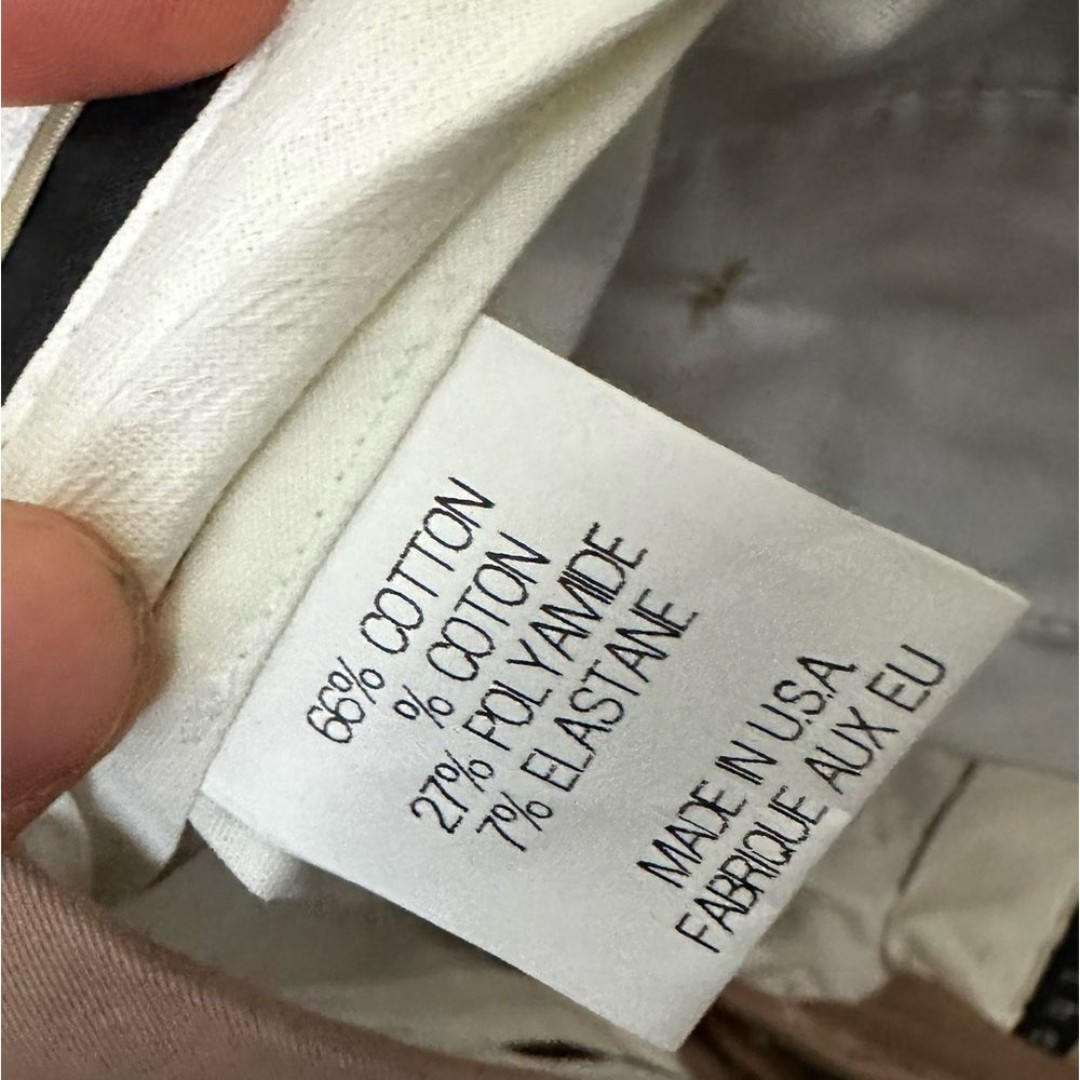 66% COTTON
% COTON
27% POLYAMIDE
7% ELASTANE
MADE IN U.S.A.
FABRIQUE AUX EU